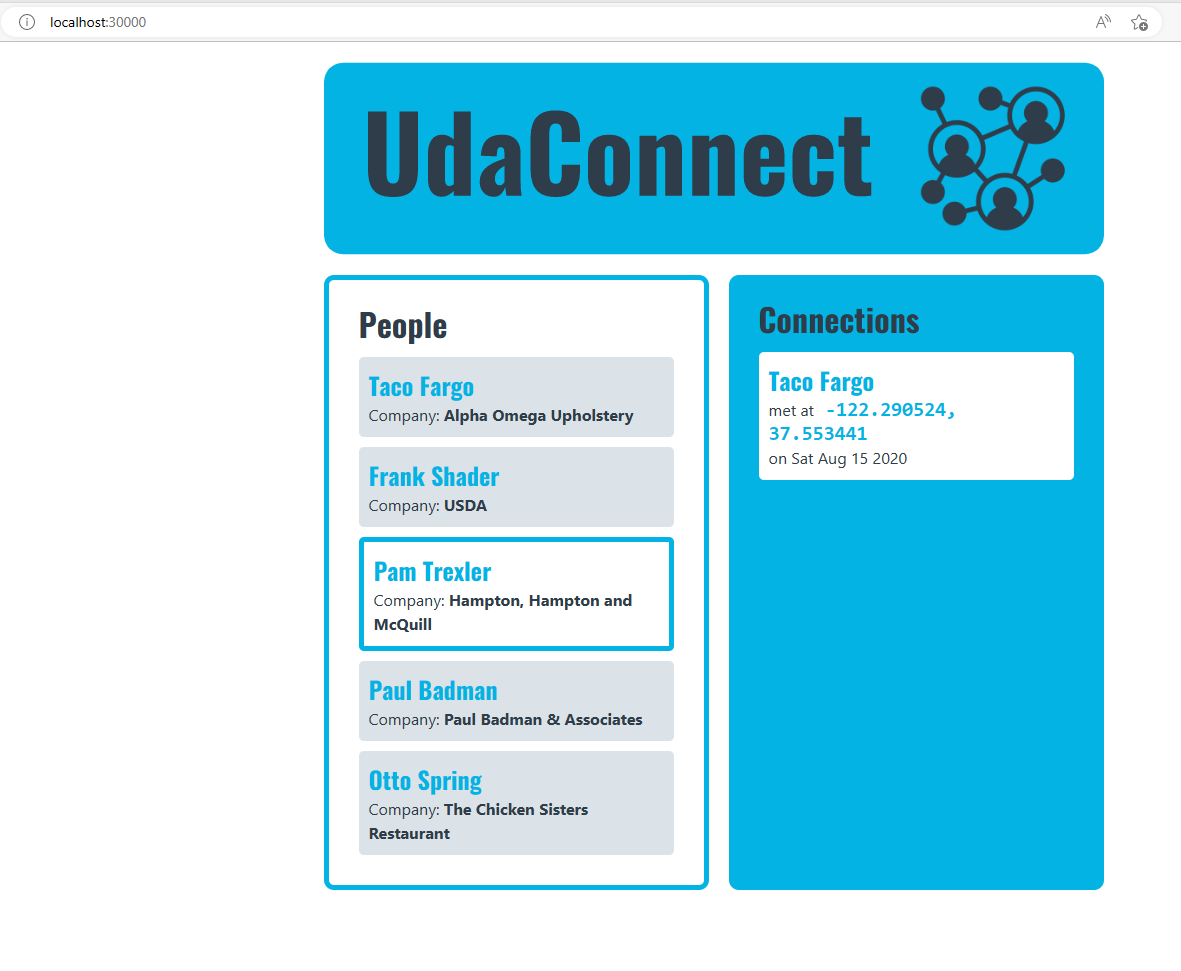 localhost:30000
UdaConnect
People
Taco Fargo
Company: Alpha Omega Upholstery
Frank Shader
Company: USDA
Pam Trexler
Company: Hampton, Hampton and
McQuill
Paul Badman
Company: Paul Badman & Associates
Otto Spring
Company: The Chicken Sisters
Restaurant
Connections
Taco Fargo
met at -122.290524,
37.553441
on Sat Aug 15 2020